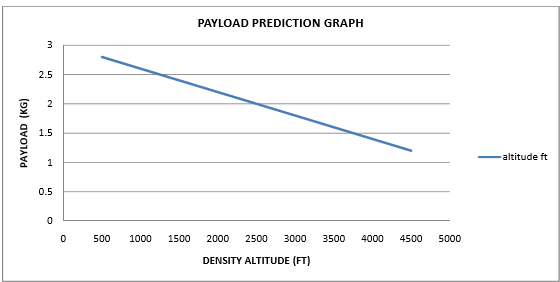 PAYLOAD PREDICTION GRAPH
3
2.5
2
1.5
1
0.5
0
PAYLOAD (KG)
0 500 1000 1500 2000 2500 3000 3500 4000 4500 5000
DENSITY ALTITUDE (FT)
altitude ft